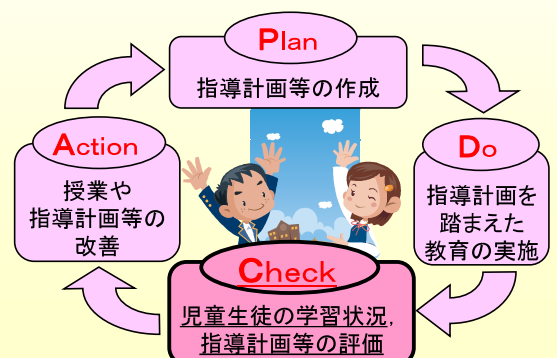 Plan
指導計画等の作成
Do
指導計画を
踏まえた
教育の実施
Check
児童生徒の学習状況，
指導計画等の評価
Action
授業や
指導計画等の
改善